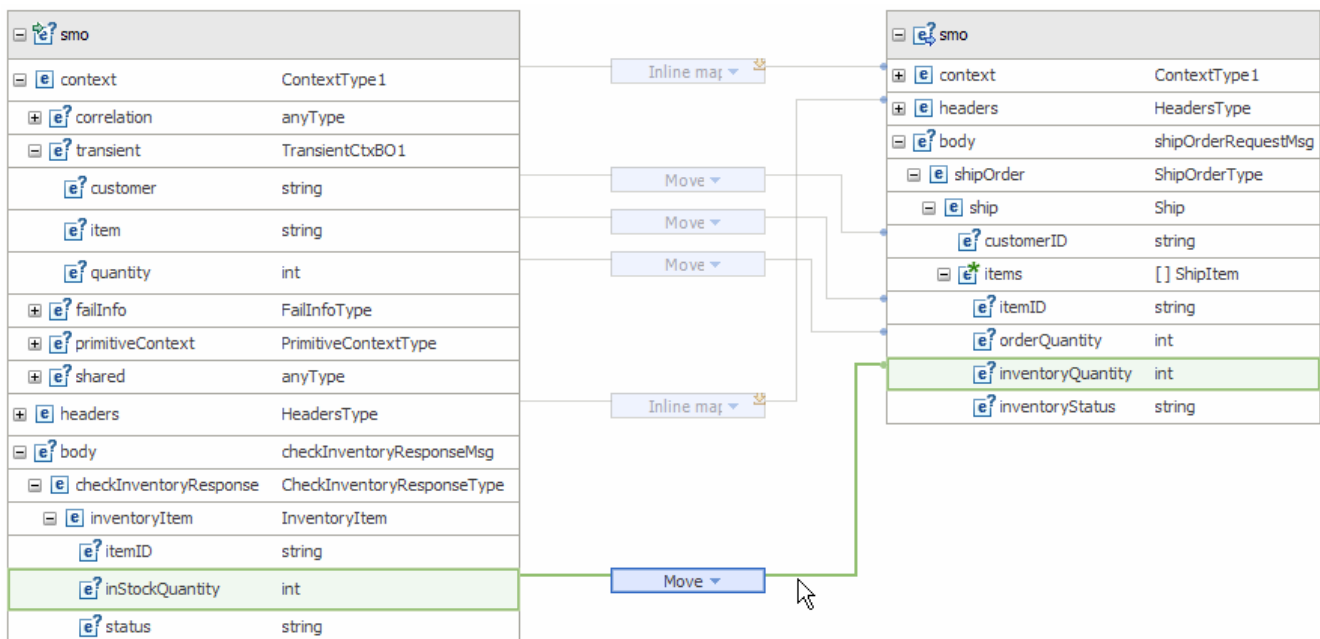 smo
context ContextType1
correlation anyType
transient TransientCtxBO1
customer string
item string
quantity int
failInfo FailInfoType
primitiveContext PrimitiveContextType
shared anyType
headers HeadersType
body checkInventoryResponseMsg
checkInventoryResponse CheckInventoryResponseType
inventoryItem InventoryItem
itemID string
inStockQuantity int
status string
Inline map
Move
Move
Move
Inline map
Move
smo
context ContextType1
headers HeadersType
body shipOrderRequestMsg
shipOrder ShipOrderType
ship Ship
customerID string
items [ ] ShipItem
itemID string
orderQuantity int
inventoryQuantity int
inventoryStatus string